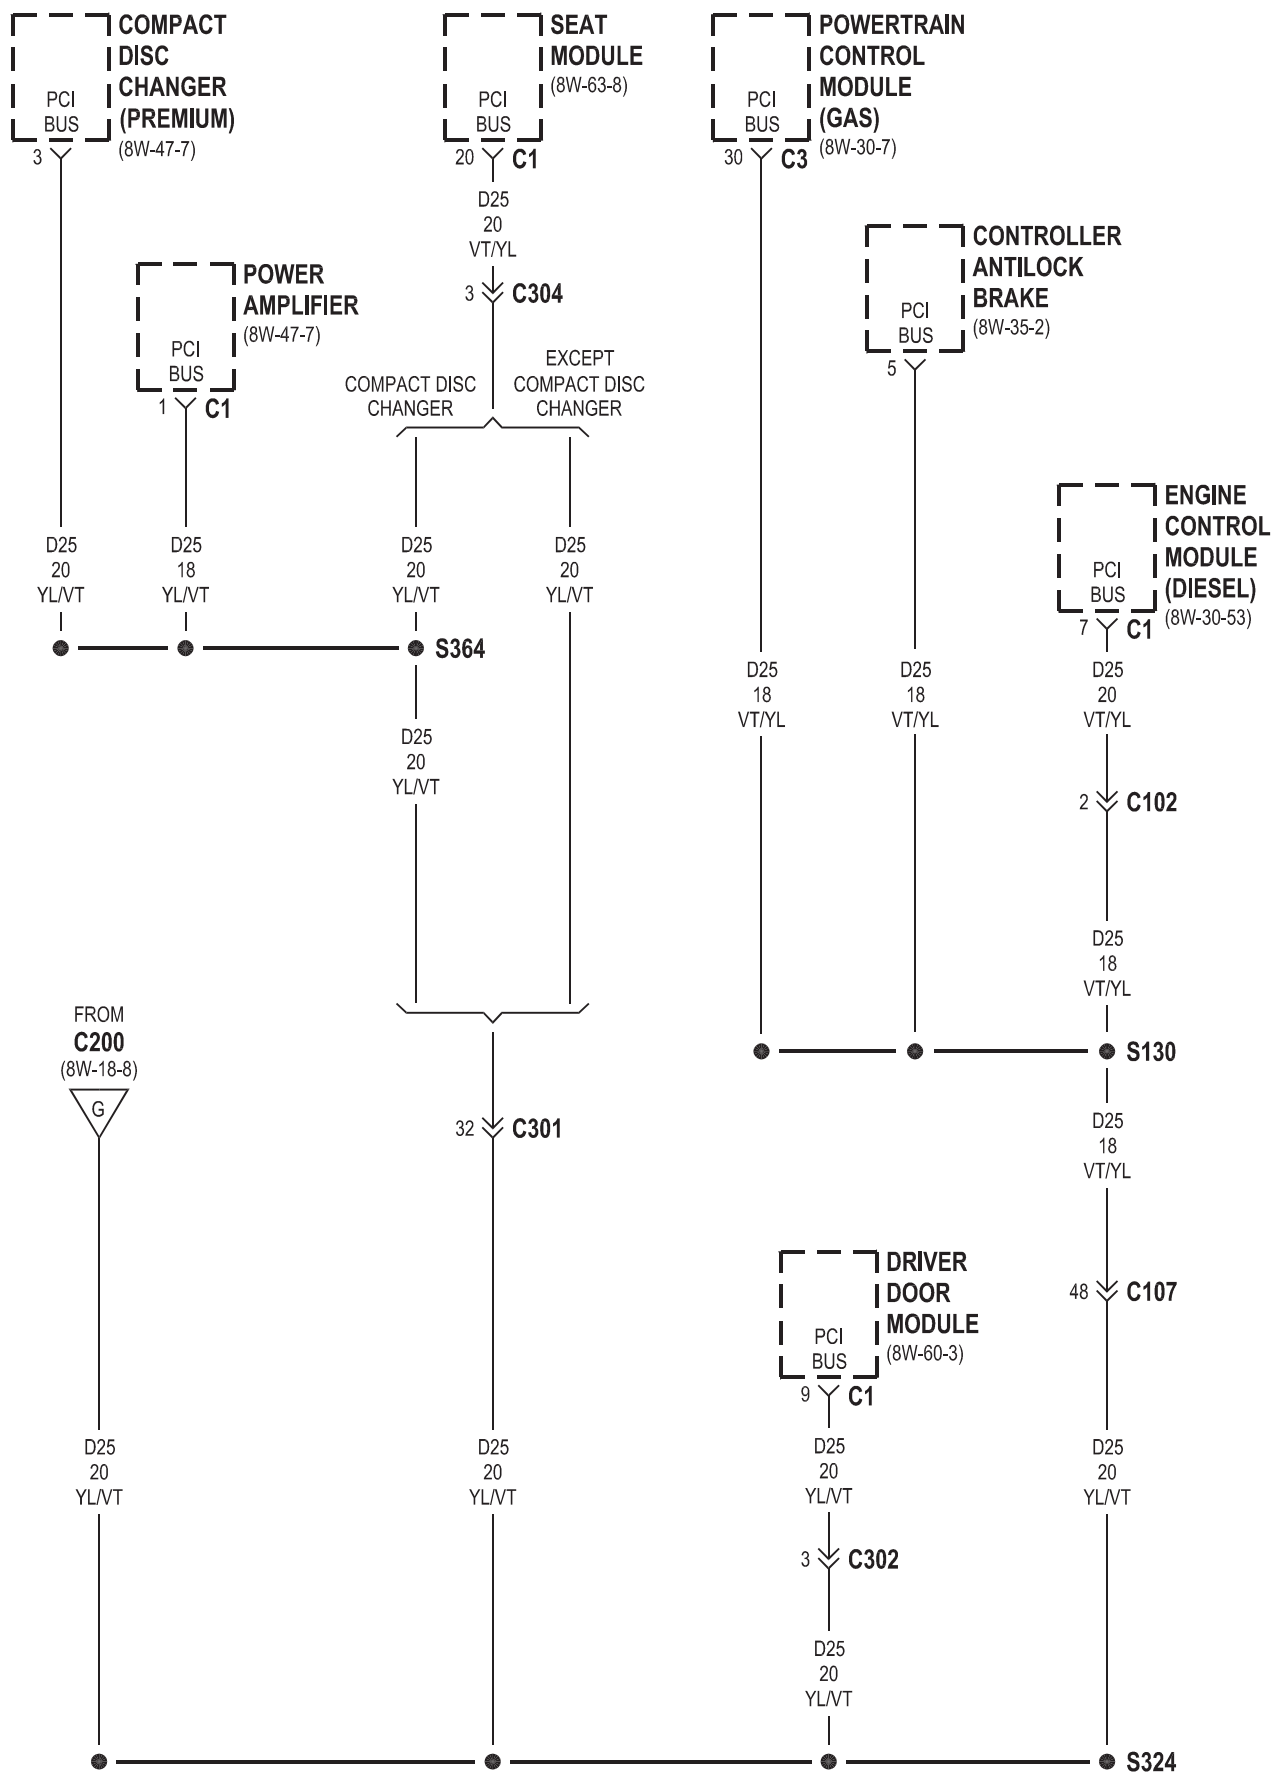 COMPACT
DISC
CHANGER
(PREMIUM)
(8W-47-7)
PCI
BUS
3
SEAT
MODULE
(8W-63-8)
PCI
BUS
20
C1
D25
20
VT/YL
3
C304
POWERTRAIN
CONTROL
MODULE
(GAS)
(8W-30-7)
PCI
BUS
30
C3
CONTROLLER
ANTILOCK
BRAKE
(8W-35-2)
PCI
BUS
5
POWER
AMPLIFIER
(8W-47-7)
PCI
BUS
1
C1
COMPACT DISC
CHANGER
EXCEPT
COMPACT DISC
CHANGER
ENGINE
CONTROL
MODULE
(DIESEL)
(8W-30-53)
PCI
BUS
7
C1
D25
20
YL/VT
D25
18
YL/VT
D25
20
YL/VT
D25
20
YL/VT
S364
D25
20
YL/VT
D25
18
VT/YL
D25
18
VT/YL
D25
20
VT/YL
2
C102
D25
18
VT/YL
S130
D25
18
VT/YL
48
C107
FROM
C200
(8W-18-8)
G
32
C301
DRIVER
DOOR
MODULE
(8W-60-3)
PCI
BUS
9
C1
D25
20
YL/VT
D25
20
YL/VT
D25
20
YL/VT
D25
20
YL/VT
3
C302
D25
20
YL/VT
S324